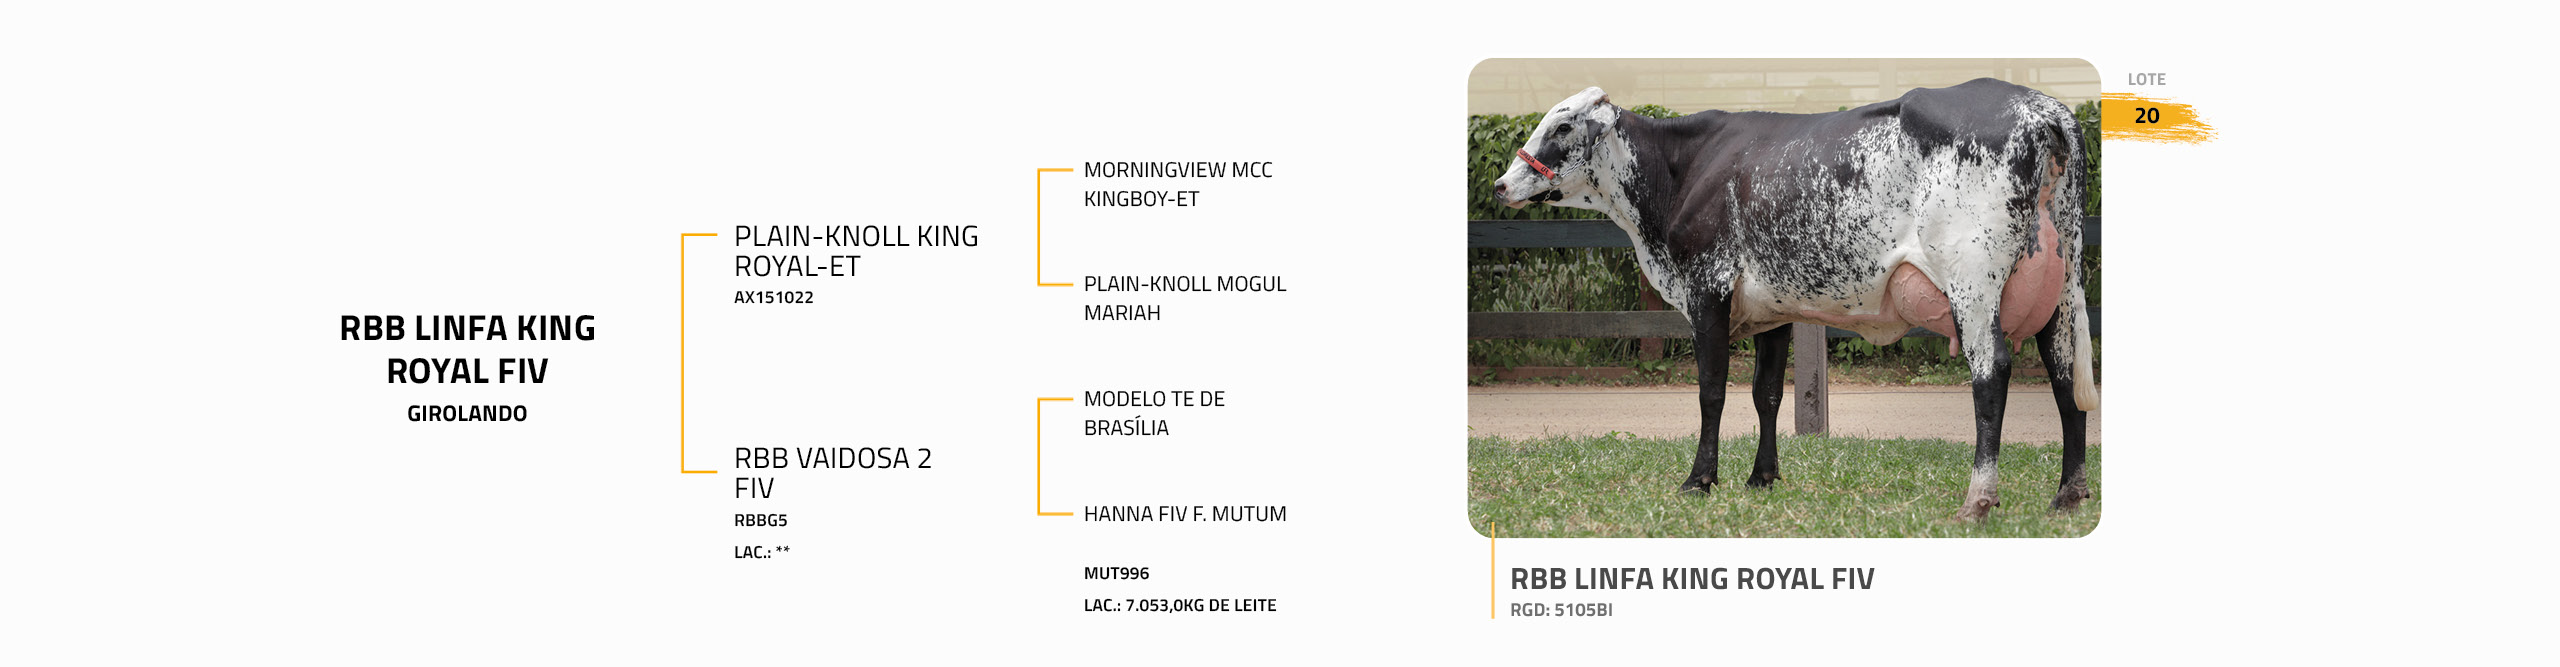 RBB LINFA KING
ROYAL FIV
GIROLANDO
PLAIN-KNOLL KING
ROYAL-ET
AX151022
RBB VAIDOSA 2
FIV
RBBG5
LAC.: **
MORNINGVIEW MCC
KINGBOY-ET
PLAIN-KNOLL MOGUL
MARIAH
MODELO TE DE
BRASÍLIA
HANNA FIV F. MUTUM
MUT996
LAC.: 7.053,0KG DE LEITE
LOTE
20
RBB LINFA KING ROYAL FIV
RGD: 5105BI